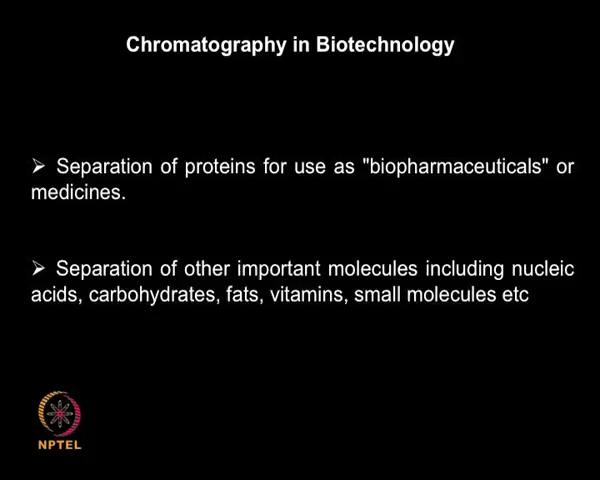 Chromatography in Biotechnology
➢ Separation of proteins for use as "biopharmaceuticals" or
medicines.
➢ Separation of other important molecules including nucleic
acids, carbohydrates, fats, vitamins, small molecules etc
NPTEL